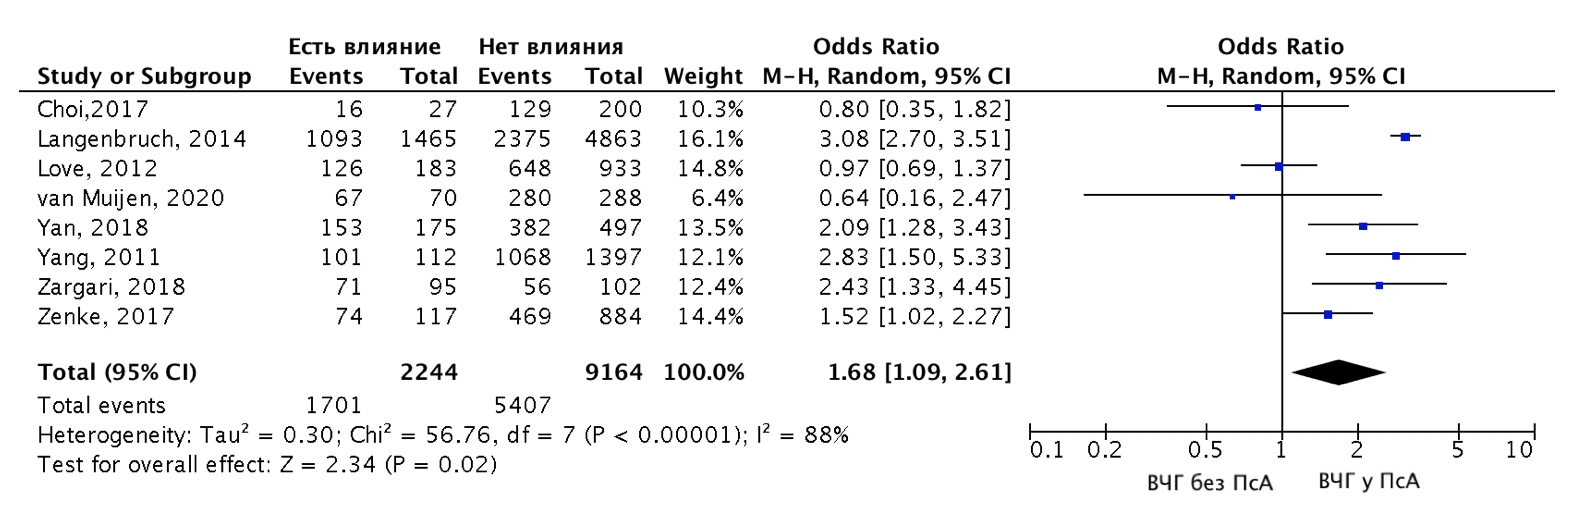 Есть влияние Нет влияния Odds Ratio Odds Ratio
Study or Subgroup Events Total Events Total Weight M-H, Random, 95% CI M-H, Random, 95% CI
Choi,2017 16 27 129 200 10.3% 0.80 [0.35, 1.82]
Langenbruch, 2014 1093 1465 2375 4863 16.1% 3.08 [2.70, 3.51]
Love, 2012 126 183 648 933 14.8% 0.97 [0.69, 1.37]
van Muijen, 2020 67 70 280 288 6.4% 0.64 [0.16, 2.47]
Yan, 2018 153 175 382 497 13.5% 2.09 [1.28, 3.43]
Yang, 2011 101 112 1068 1397 12.1% 2.83 [1.50, 5.33]
Zargari, 2018 71 95 56 102 12.4% 2.43 [1.33, 4.45]
Zenke, 2017 74 117 469 884 14.4% 1.52 [1.02, 2.27]
Total (95% CI) 2244 9164 100.0% 1.68 [1.09, 2.61]
Total events 1701 5407
Heterogeneity: Tau² = 0.30; Chi² = 56.76, df = 7 (P < 0.00001); I² = 88%
Test for overall effect: Z = 2.34 (P = 0.02)
0.1 0.2 0.5 1 2 5 10
ВЧГ без ПсА ВЧГ у ПсА